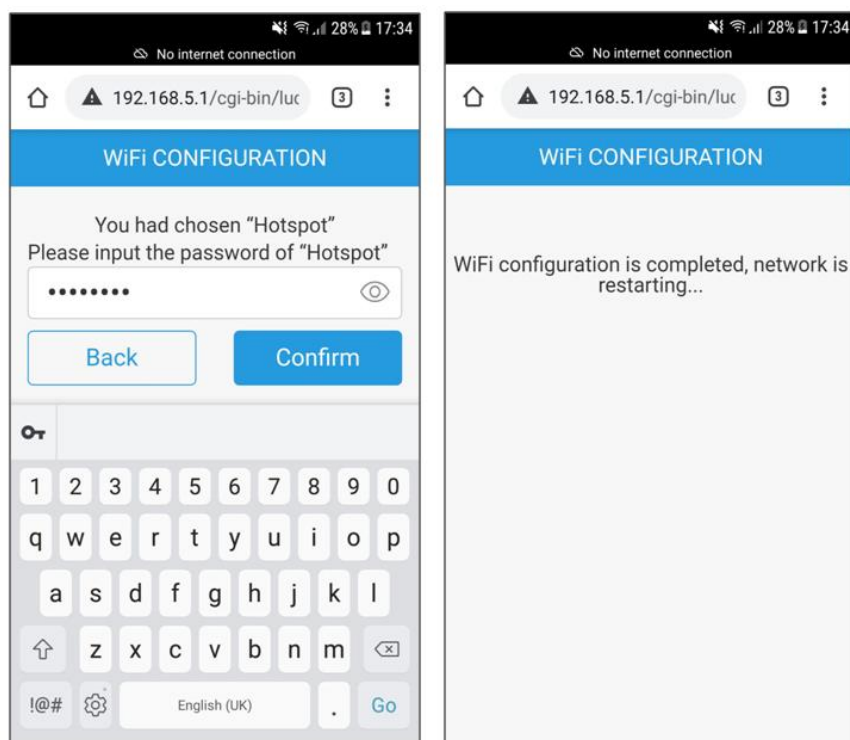 28% 17:34
No internet connection
192.168.5.1/cgi-bin/luc 3
WiFi CONFIGURATION
You had chosen “Hotspot”
Please input the password of “Hotspot”
••••••••
Back Confirm
1 2 3 4 5 6 7 8 9 0
q w e r t y u i o p
a s d f g h j k l
z x c v b n m
!@# English (UK) . Go
28% 17:34
No internet connection
192.168.5.1/cgi-bin/luc 3
WiFi CONFIGURATION
WiFi configuration is completed, network is
restarting...